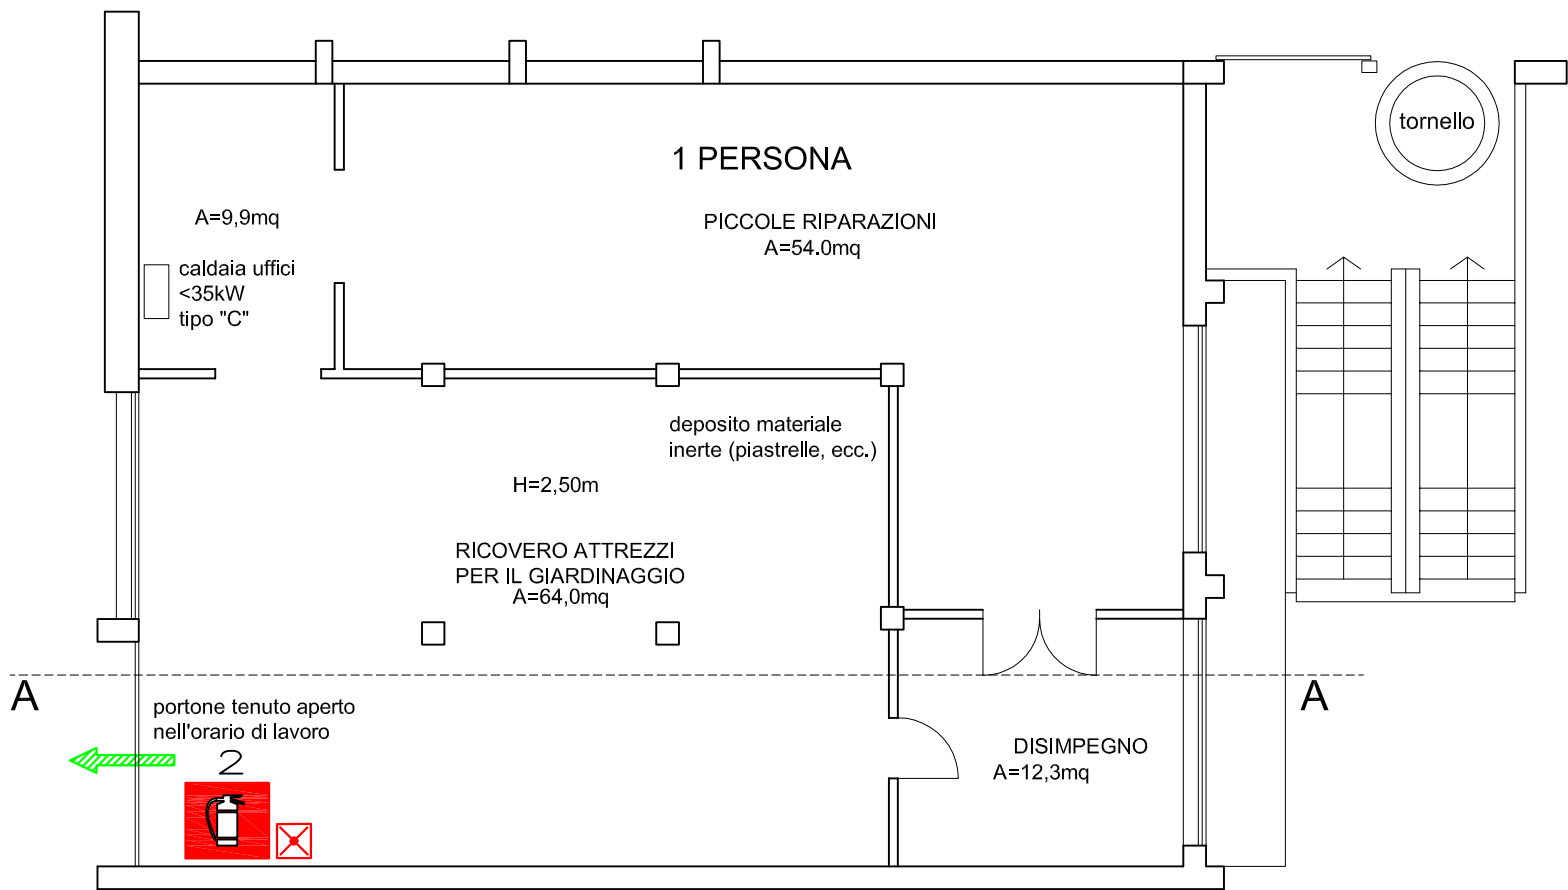 tornello
1 PERSONA
A=9,9mq
PICCOLE RIPARAZIONI
A=54.0mq
caldaia uffici
<35kW
tipo "C"
deposito materiale
inerte (piastrelle, ecc.)
H=2,50m
RICOVERO ATTREZZI
PER IL GIARDINAGGIO
A=64,0mq
A
A
portone tenuto aperto
nell'orario di lavoro
2
DISIMPEGNO
A=12,3mq